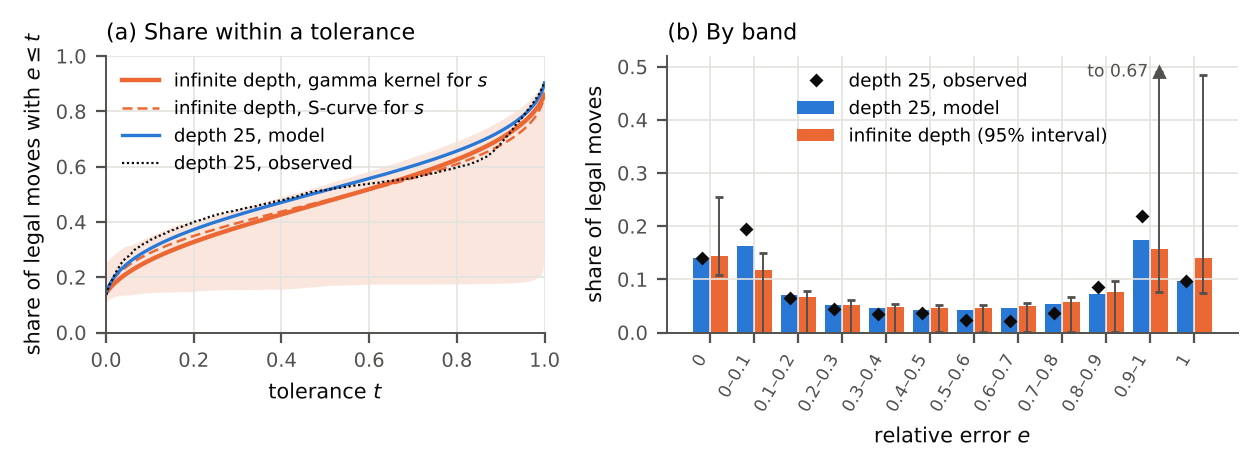 (a) Share within a tolerance
share of legal moves with e ≤ t
1.0
0.8
0.6
0.4
0.2
0.0
infinite depth, gamma kernel for s
infinite depth, S-curve for s
depth 25, model
depth 25, observed
0.0 0.2 0.4 0.6 0.8 1.0
tolerance t
(b) By band
share of legal moves
0.5
0.4
0.3
0.2
0.1
0.0
to 0.67
depth 25, observed
depth 25, model
infinite depth (95% interval)
0 0–0.1 0.1–0.2 0.2–0.3 0.3–0.4 0.4–0.5 0.5–0.6 0.6–0.7 0.7–0.8 0.8–0.9 0.9–1 1
relative error e